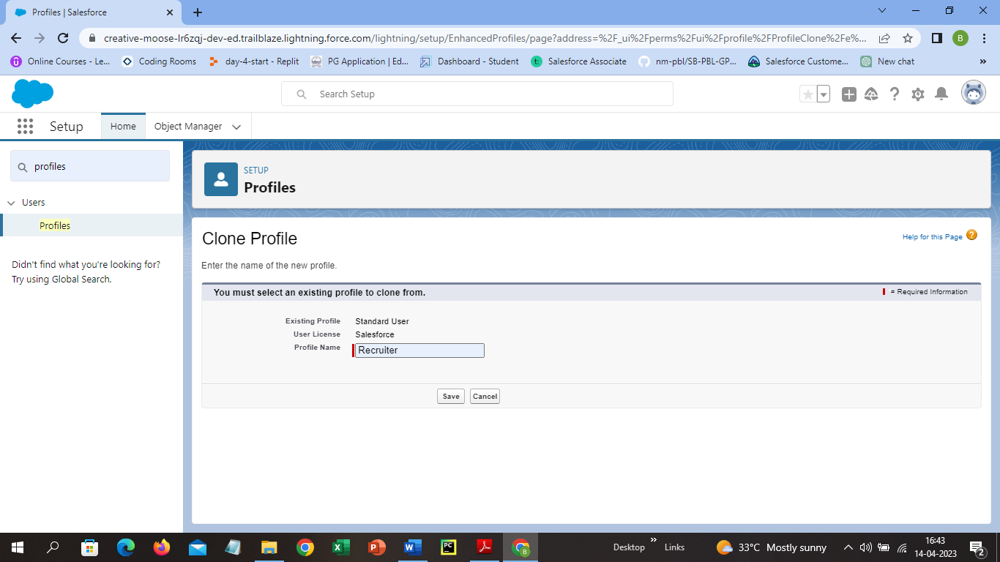 Profiles | Salesforce
creative-moose-lr6zqj-dev-ed.trailblaze.lightning.force.com/lightning/setup/EnhancedProfiles/page?address=%2F_ui%2Fperms%2Fui%2Fprofile%2FProfileClone%2Fe%...
B
Online Courses - Le... Coding Rooms day-4-start - Replit PG Application | Ed... Dashboard - Student Salesforce Associate nm-pbl/SB-PBL-GP... Salesforce Custome... New chat »
Search Setup
Setup Home Object Manager
profiles
Users
Profiles
Didn't find what you're looking for?
Try using Global Search.
SETUP
Profiles
Clone Profile
Help for this Page ?
Enter the name of the new profile.
You must select an existing profile to clone from.
= Required Information
Existing Profile Standard User
User License Salesforce
Profile Name Recruiter
Save Cancel
Desktop » Links 33°C Mostly sunny
16:43
14-04-2023
2